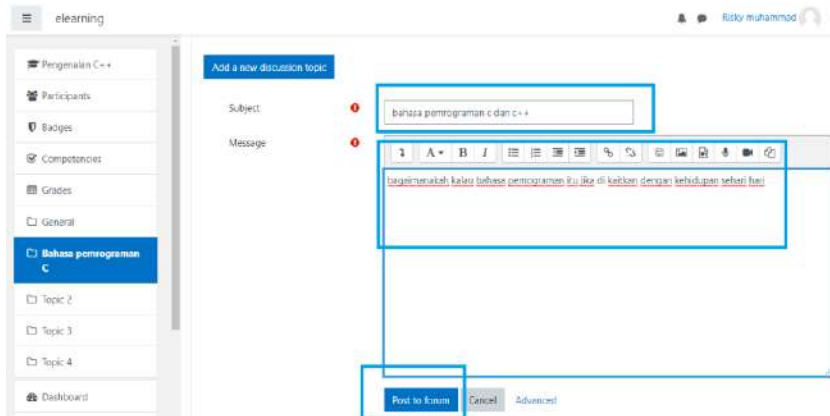 elearning
Risky muhammad
Pengenalan C++
Participants
Badges
Competencies
Grades
General
Bahasa pemrograman
C
Topic 2
Topic 3
Topic 4
Dashboard
Add a new discussion topic
Subject
bahasa pemrograman c dan c++
Message
A B I
bagaimanakah kalau bahasa pemograman itu jika di kaitkan dengan kehidupan sehari hari
Post to forum Cancel Advanced